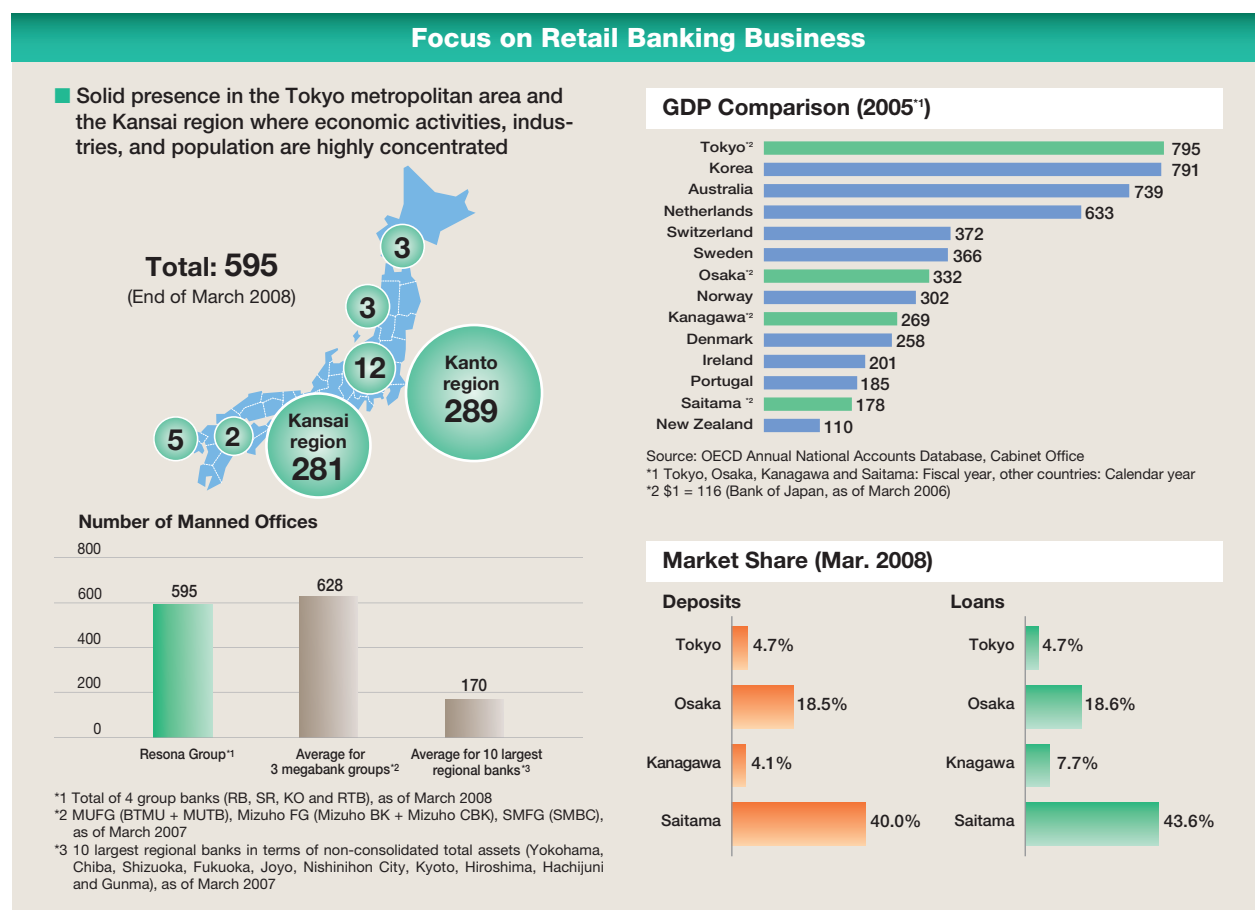 Focus on Retail Banking Business
■ Solid presence in the Tokyo metropolitan area and
the Kansai region where economic activities, indus-
tries, and population are highly concentrated
Total: 595
(End of March 2008)
3
3
12
Kanto
region
289
Kansai
region
281
2
5
Number of Manned Offices
800
600
400
200
0
595
628
170
Resona Group*1
Average for
3 megabank groups*2
Average for 10 largest
regional banks*3
*1 Total of 4 group banks (RB, SR, KO and RTB), as of March 2008
*2 MUFG (BTMU + MUTB), Mizuho FG (Mizuho BK + Mizuho CBK), SMFG (SMBC),
as of March 2007
*3 10 largest regional banks in terms of non-consolidated total assets (Yokohama,
Chiba, Shizuoka, Fukuoka, Joyo, Nishinihon City, Kyoto, Hiroshima, Hachijuni
and Gunma), as of March 2007
GDP Comparison (2005*1)
Tokyo*2 795
Korea 791
Australia 739
Netherlands 633
Switzerland 372
Sweden 366
Osaka*2 332
Norway 302
Kanagawa*2 269
Denmark 258
Ireland 201
Portugal 185
Saitama *2 178
New Zealand 110
Source: OECD Annual National Accounts Database, Cabinet Office
*1 Tokyo, Osaka, Kanagawa and Saitama: Fiscal year, other countries: Calendar year
*2 $1 = 116 (Bank of Japan, as of March 2006)
Market Share (Mar. 2008)
Deposits
Tokyo 4.7%
Osaka 18.5%
Kanagawa 4.1%
Saitama 40.0%
Loans
Tokyo 4.7%
Osaka 18.6%
Knagawa 7.7%
Saitama 43.6%